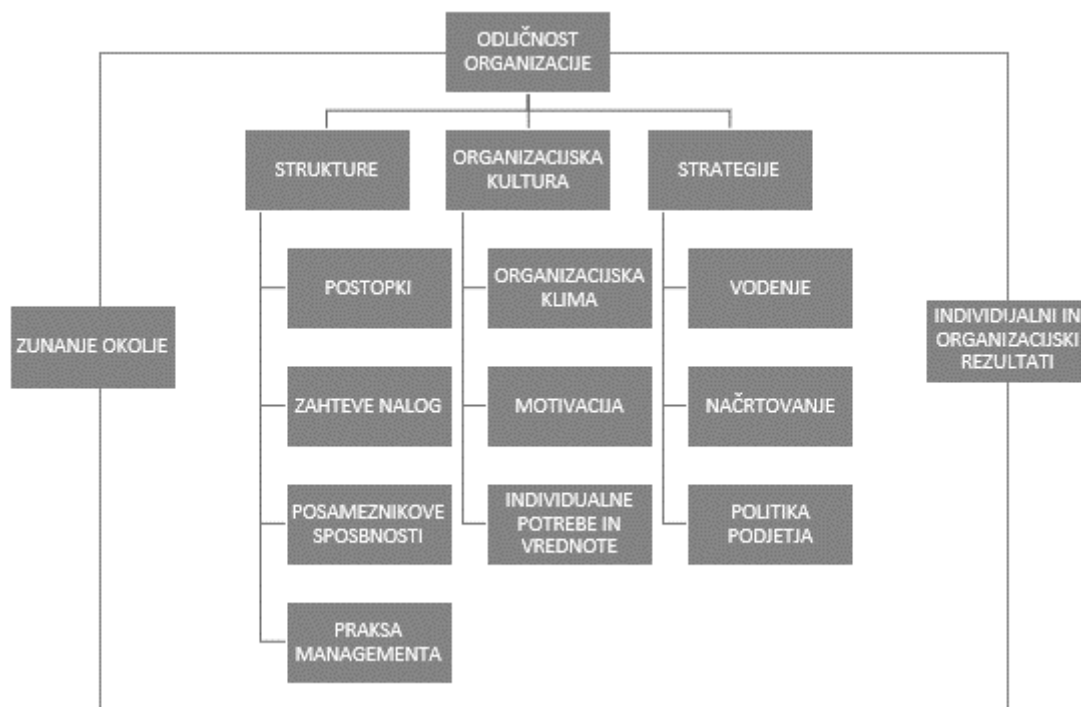 ODLIČNOST
ORGANIZACIJE
STRUKTURE
ORGANIZACIJSKA
KULTURA
STRATEGIJE
POSTOPKI
ORGANIZACIJSKA
KLIMA
VODENJE
ZUNANJE OKOLJE
INDIVIDUALNI IN
ORGANIZACIJSKI
REZULTATI
ZAHTEVE NALOG
MOTIVACIJA
NAČRTOVANJE
POSAMEZNIKOVE
SPOSBNOSTI
INDIVIDUALNE
POTREBE IN
VREDNOTE
POLITIKA
PODJETJA
PRAKSA
MANAGEMENTA